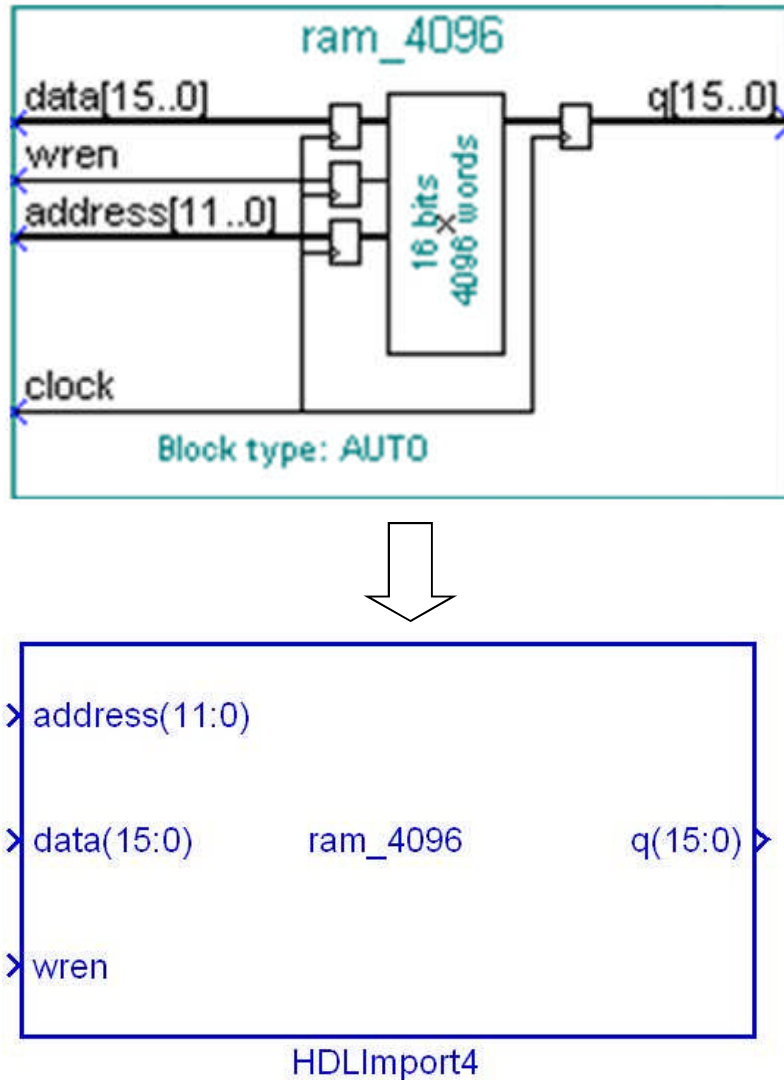 ram_4096
data[15..0]
q[15..0]
wren
address[11..0]
16 bits
×
4096 words
clock
Block type: AUTO
address(11:0)
data(15:0)
ram_4096
q(15:0)
wren
HDLImport4